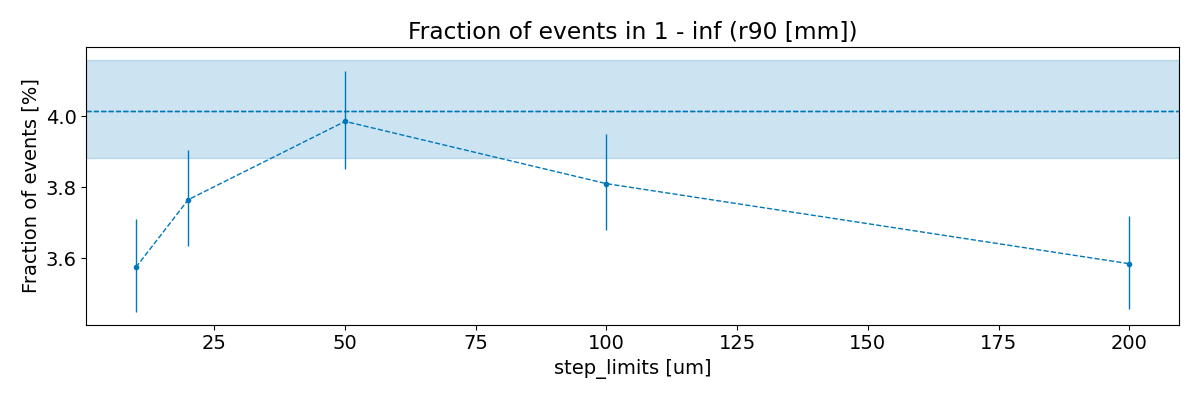 Fraction of events in 1 - inf (r90 [mm])
Fraction of events [%]
4.0
3.8
3.6
25 50 75 100 125 150 175 200
step_limits [um]